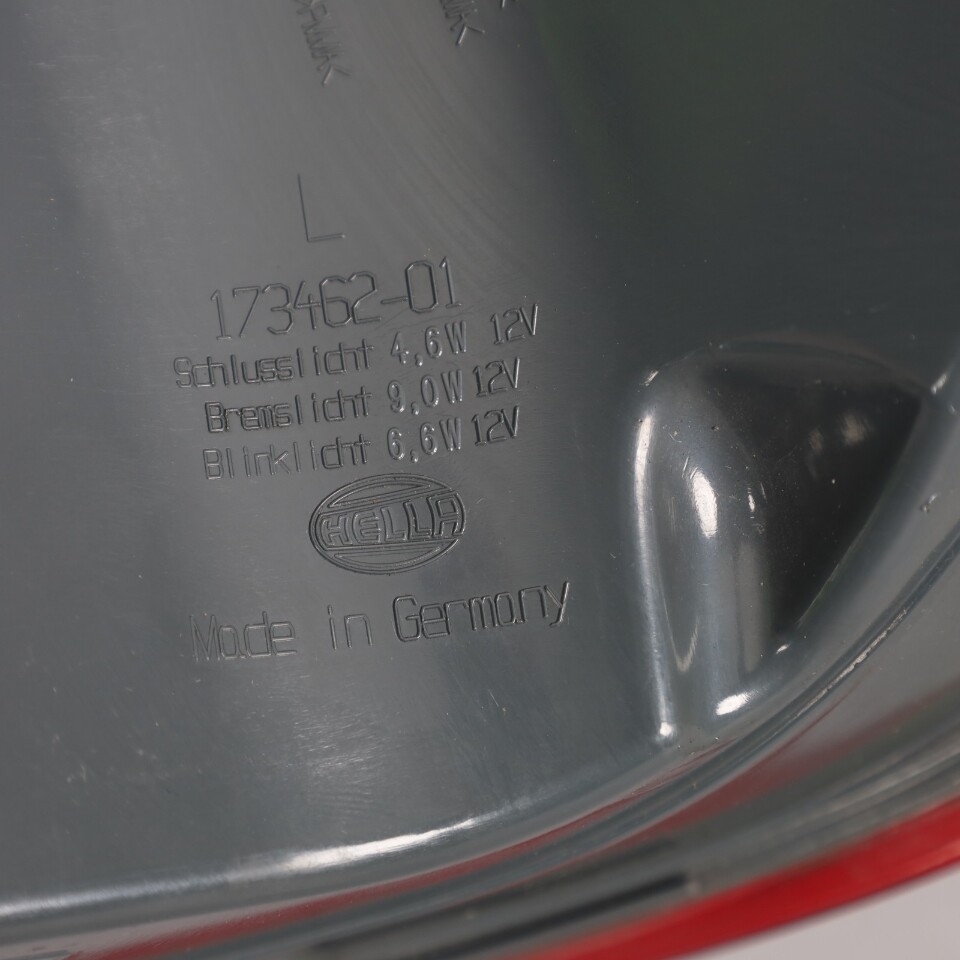 L
173462-01
Schlusslicht 4,6W 12V
Bremslicht 9,0W 12V
Blinklicht 6,6W 12V
HELLA
Made in Germany